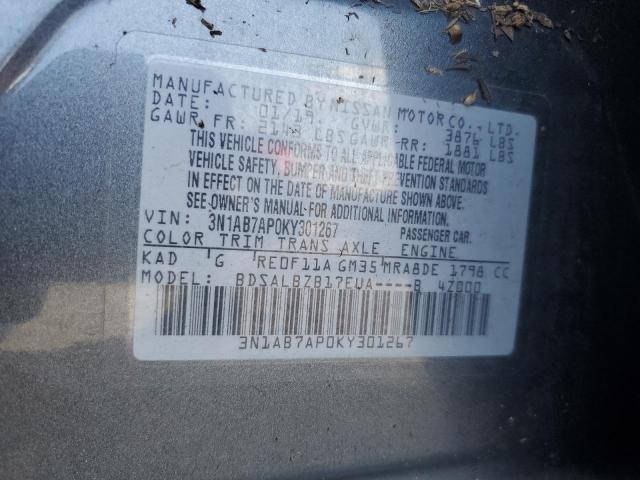 MANUFACTURED BY NISSAN MOTOR CO., LTD.
DATE: 01/19 GVWR: 3876 LBS
GAWR FR: LBS GAWR RR: 1881 LBS
THIS VEHICLE CONFORMS TO ALL APPLICABLE FEDERAL MOTOR
VEHICLE SAFETY, BUMPER AND THEFT PREVENTION STANDARDS
IN EFFECT ON THE DATE OF MANUFACTURE SHOWN ABOVE.
SEE OWNER'S MANUAL FOR ADDITIONAL INFORMATION.
VIN: 3N1AB7AP0KY301267 PASSENGER CAR.
COLOR TRIM TRANS AXLE ENGINE
KAD G RE0F11A GM35 MRA8DE 1798 CC
MODEL: BDSALBZB17EUA----B 4Z000
3N1AB7AP0KY301267